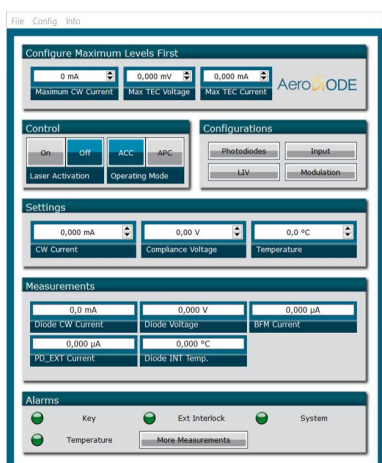 File Config Info
Configure Maximum Levels First
0 mA 0,000 mV 0,000 mA
Maximum CW Current Max TEC Voltage Max TEC Current
AeroDIODE
Control
On Off ACC APC
Laser Activation Operating Mode
Configurations
Photodiodes Input
LIV Modulation
Settings
0,000 mA 0,00 V 0,0 °C
CW Current Compliance Voltage Temperature
Measurements
0,0 mA 0,000 V 0,000 µA
Diode CW Current Diode Voltage BFM Current
0,000 µA 0,000 °C
PD_EXT Current Diode INT Temp.
Alarms
Key Ext Interlock System
Temperature More Measurements